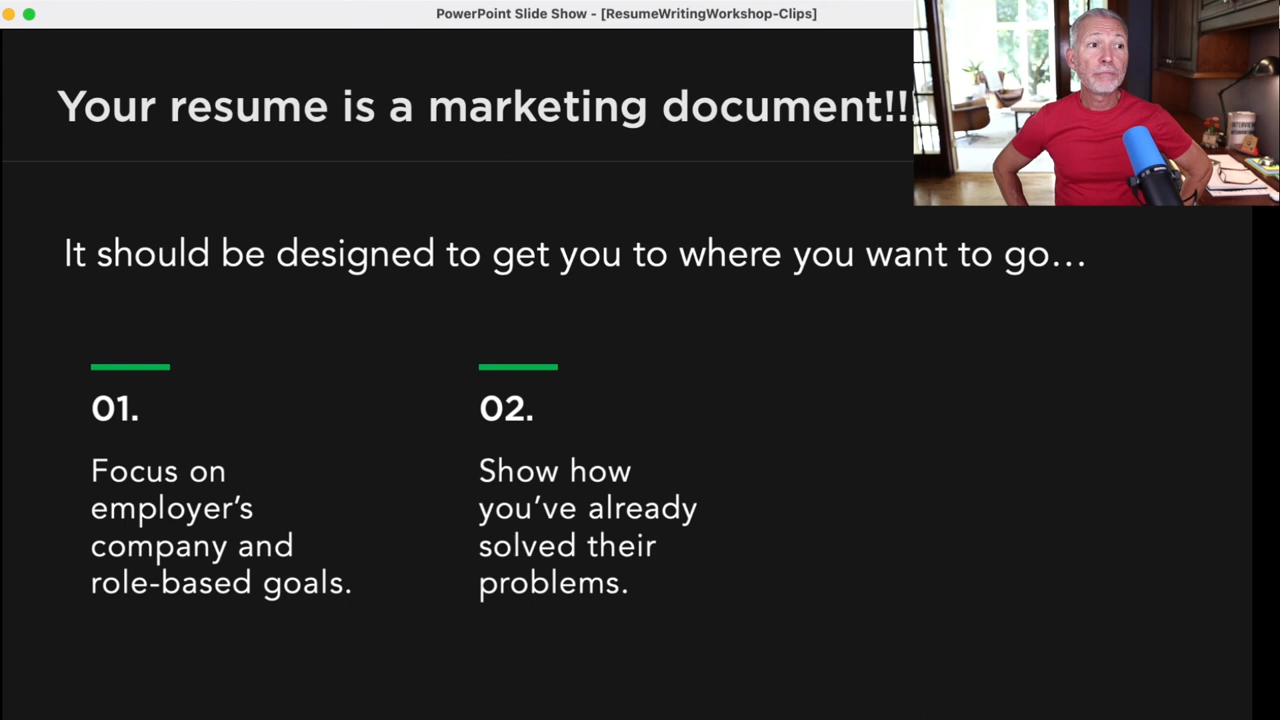 PowerPoint Slide Show - [ResumeWritingWorkshop-Clips]
Your resume is a marketing document!!!
It should be designed to get you to where you want to go…
01.
Focus on
employer’s
company and
role-based goals.
02.
Show how
you’ve already
solved their
problems.
INTERVIEW